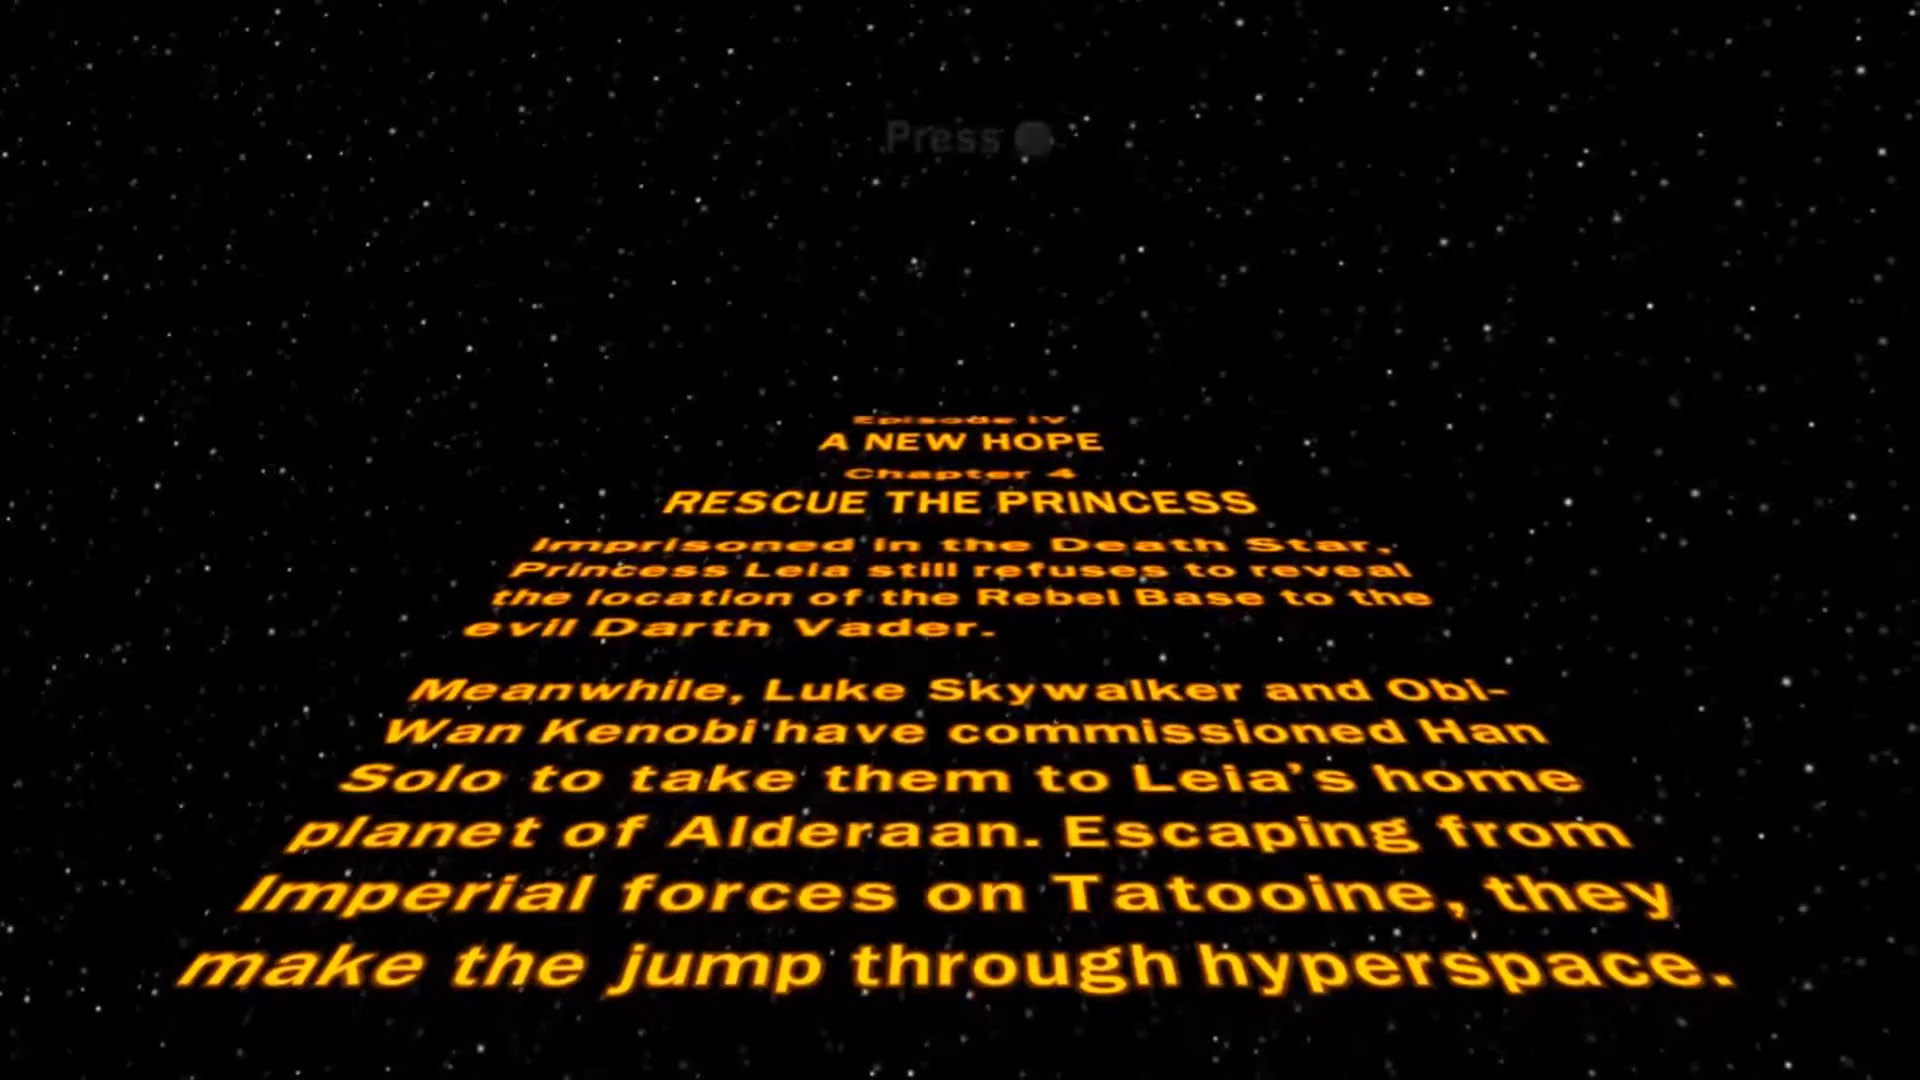 Press
Episode IV
A NEW HOPE
Chapter 4
RESCUE THE PRINCESS
Imprisoned in the Death Star,
Princess Leia still refuses to reveal
the location of the Rebel Base to the
evil Darth Vader.
Meanwhile, Luke Skywalker and Obi-
Wan Kenobi have commissioned Han
Solo to take them to Leia's home
planet of Alderaan. Escaping from
Imperial forces on Tatooine, they
make the jump through hyperspace.